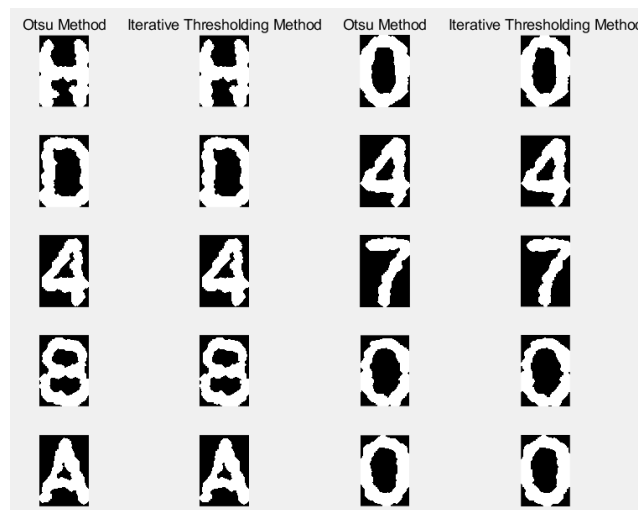 Otsu Method Iterative Thresholding Method Otsu Method Iterative Thresholding Method
H H 0 0
D D 4 4
4 4 7 7
8 8 0 0
A A 0 0